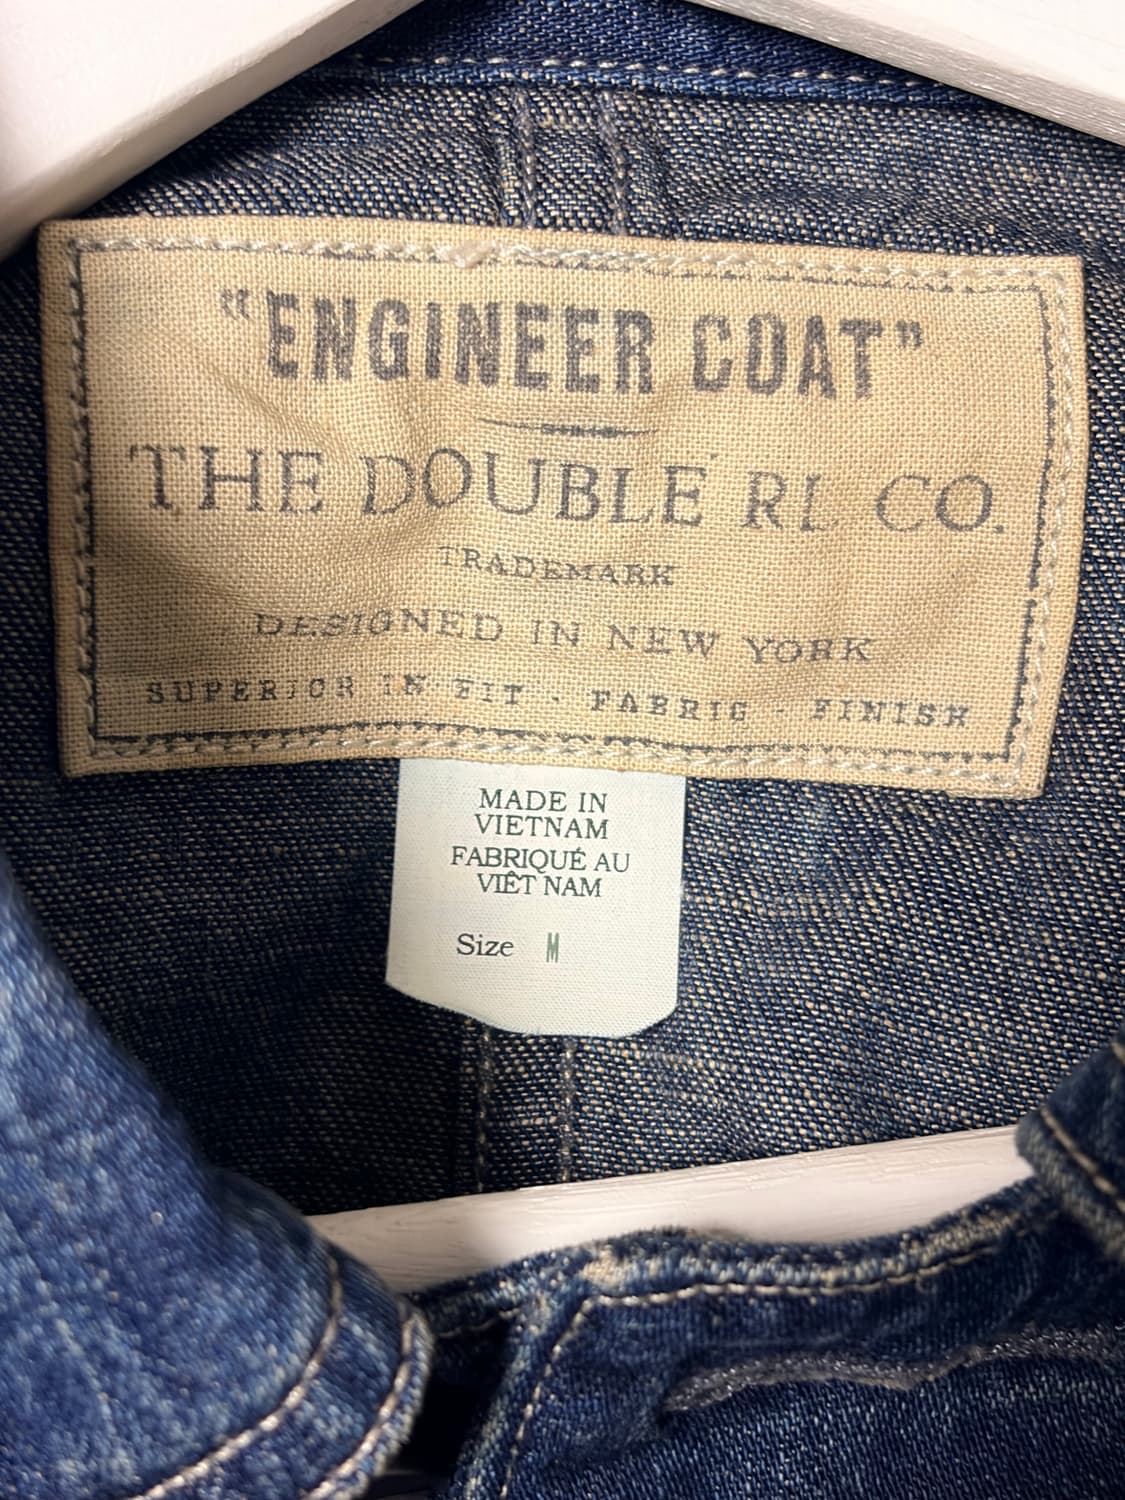 "ENGINEER COAT"
THE DOUBLE RL CO.
TRADEMARK
DESIGNED IN NEW YORK
SUPERIOR IN FIT · FABRIC · FINISH
MADE IN
VIETNAM
FABRIQUÉ AU
VIÊT NAM
Size M